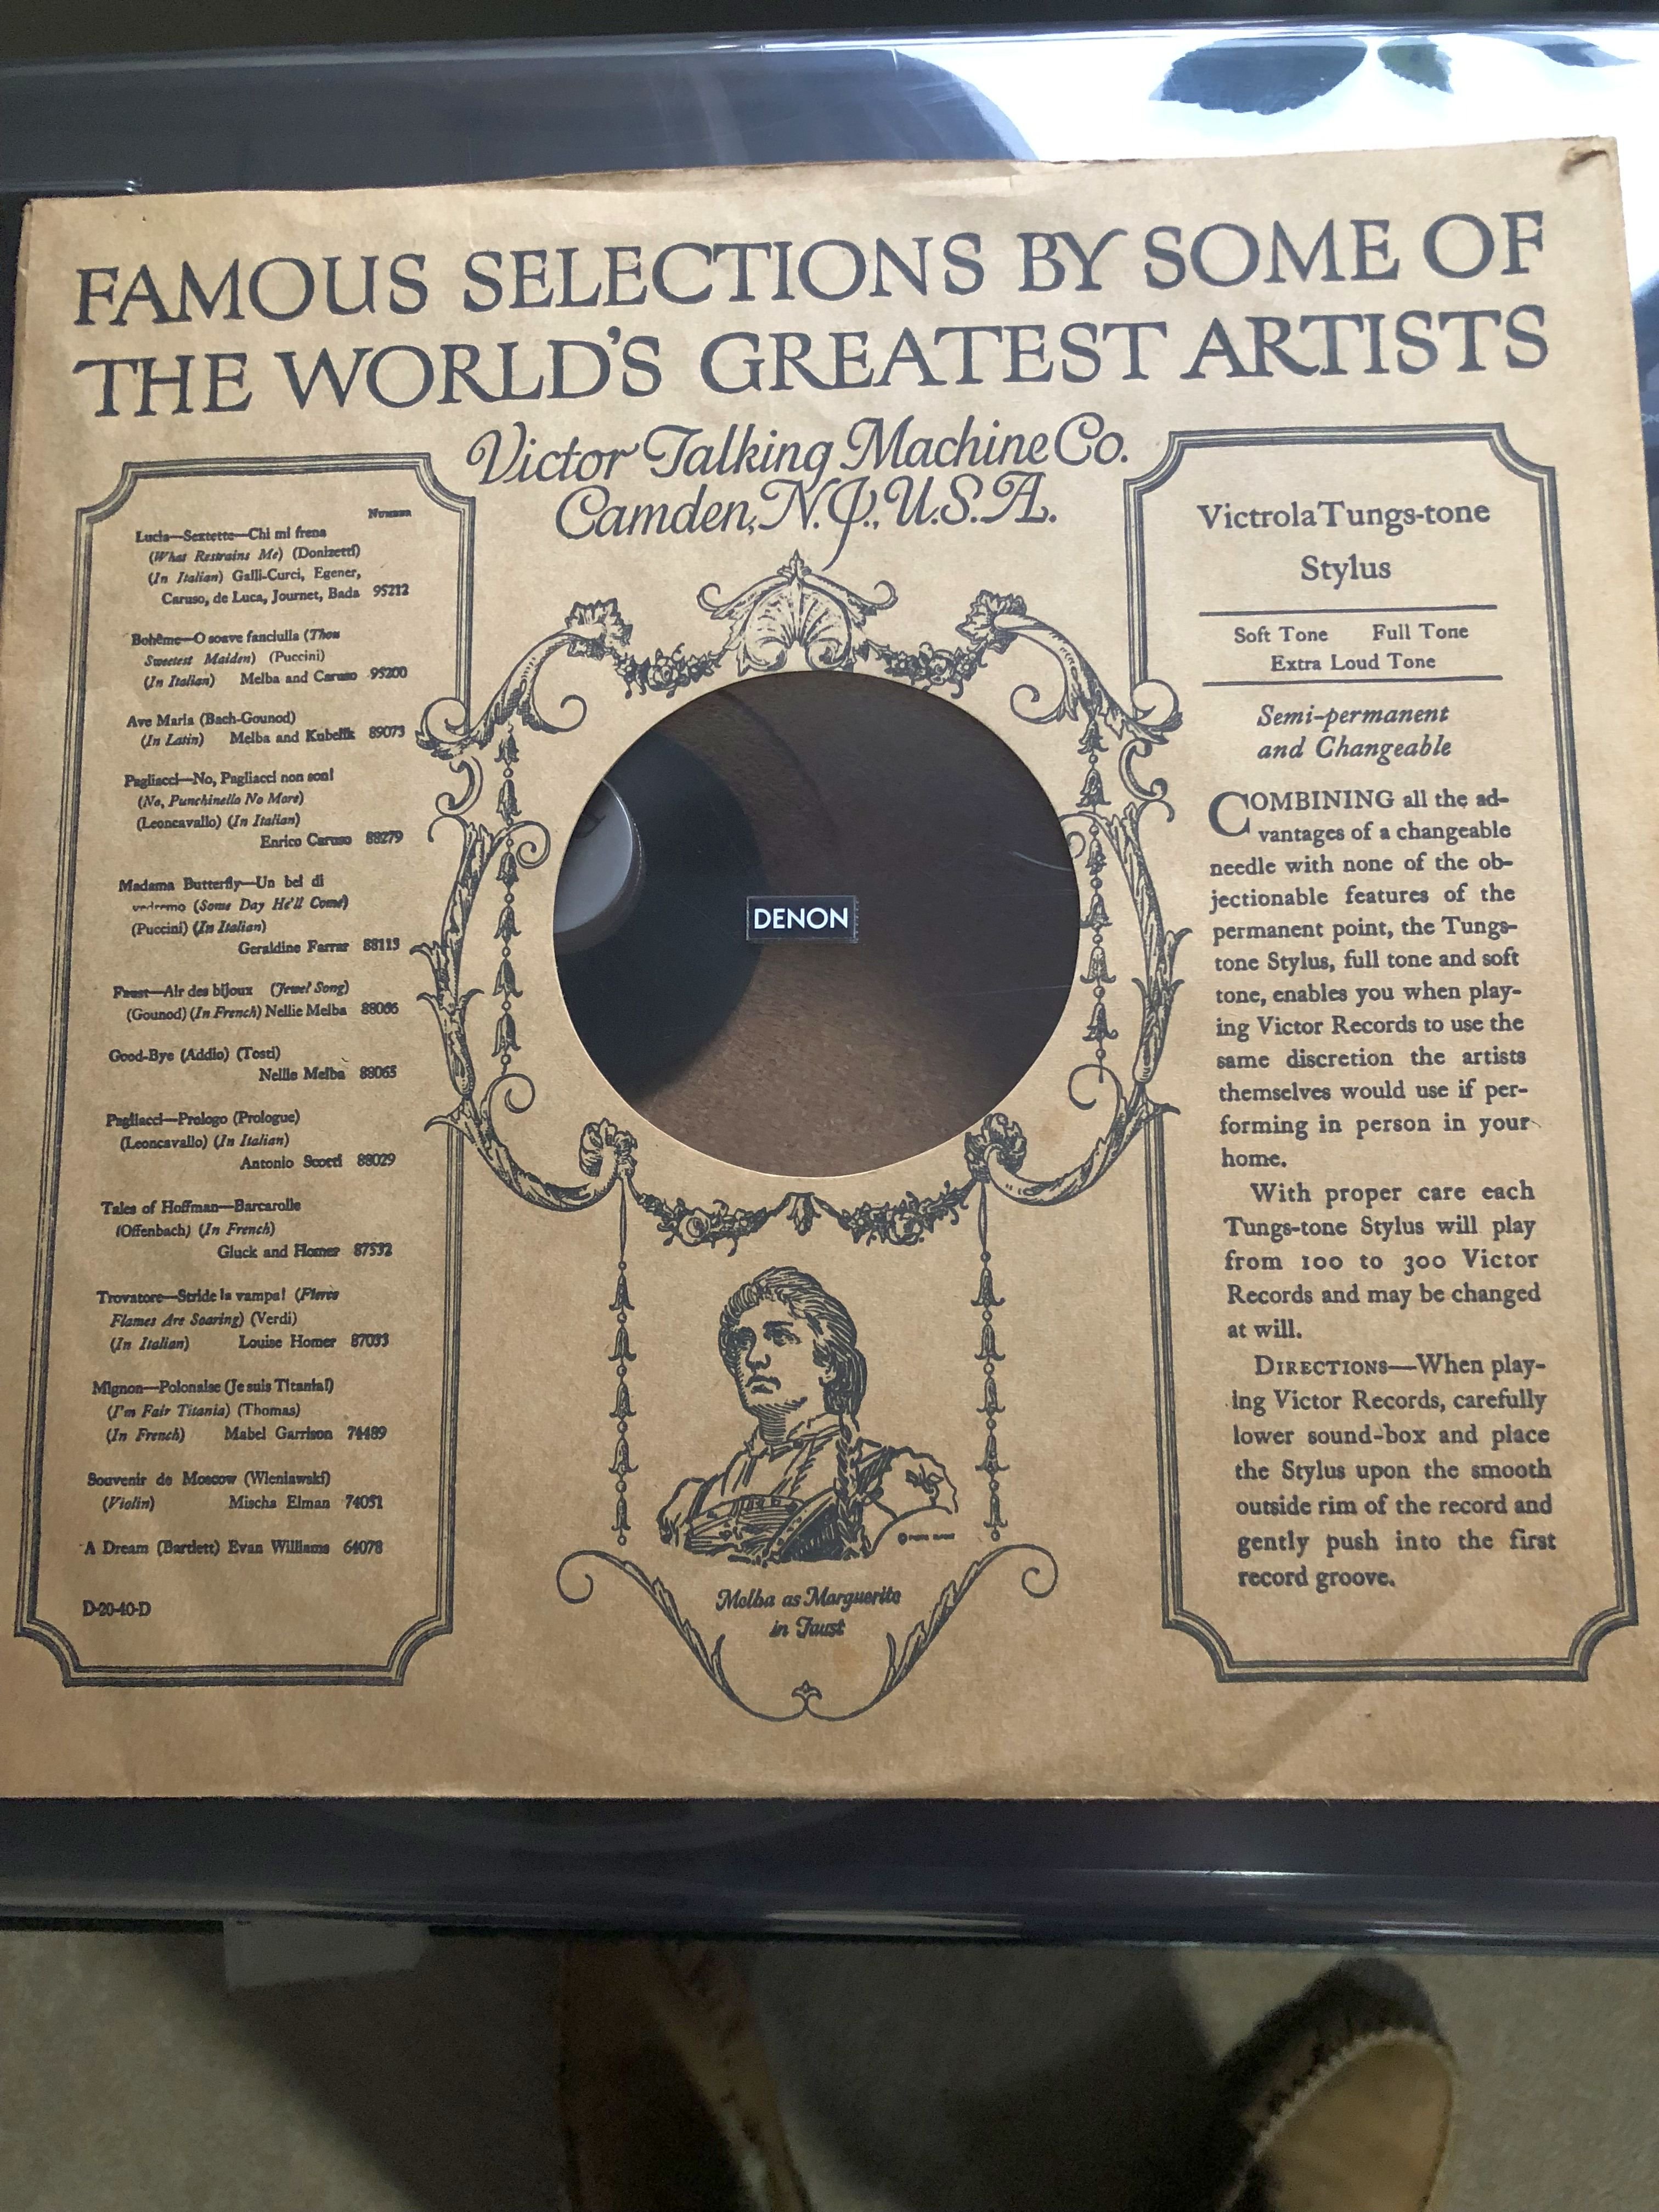 FAMOUS SELECTIONS BY SOME OF
THE WORLD'S GREATEST ARTISTS
Victor Talking Machine Co.
Camden, N.J., U.S.A.
Number
Lucia—Sextette—Chi mi frena
(What Restrains Me) (Donizetti)
(In Italian) Galli-Curci, Egener,
Caruso, de Luca, Journet, Bada 95212
Bohême—O soave fanciulla (Thou
Sweetest Maiden) (Puccini)
(In Italian) Melba and Caruso 95200
Ave Maria (Bach-Gounod)
(In Latin) Melba and Kubelik 89073
Pagliacci—No, Pagliacci non son!
(No, Punchinello No More)
(Leoncavallo) (In Italian)
Enrico Caruso 88279
Madama Butterfly—Un bel di
vedremo (Some Day He'll Come)
(Puccini) (In Italian)
Geraldine Farrar 88113
Faust—Air des bijoux (Jewel Song)
(Gounod) (In French) Nellie Melba 88066
Good-Bye (Addio) (Tosti)
Nellie Melba 88065
Pagliacci—Prologo (Prologue)
(Leoncavallo) (In Italian)
Antonio Scotti 88029
Tales of Hoffman—Barcarolle
(Offenbach) (In French)
Gluck and Homer 87532
Trovatore—Stride la vampa! (Fierce
Flames Are Soaring) (Verdi)
(In Italian) Louise Homer 87033
Mignon—Polonaise (Je suis Titania!)
(I'm Fair Titania) (Thomas)
(In French) Mabel Garrison 74489
Souvenir de Moscow (Wieniawski)
(Violin) Mischa Elman 74051
A Dream (Bartlett) Evan Williams 64078
D-20-40-D
DENON
Melba as Marguerite
in Faust
Victrola Tungs-tone
Stylus
Soft Tone Full Tone
Extra Loud Tone
Semi-permanent
and Changeable
COMBINING all the ad-
vantages of a changeable
needle with none of the ob-
jectionable features of the
permanent point, the Tungs-
tone Stylus, full tone and soft
tone, enables you when play-
ing Victor Records to use the
same discretion the artists
themselves would use if per-
forming in person in your
home.
With proper care each
Tungs-tone Stylus will play
from 100 to 300 Victor
Records and may be changed
at will.
DIRECTIONS—When play-
ing Victor Records, carefully
lower sound-box and place
the Stylus upon the smooth
outside rim of the record and
gently push into the first
record groove.